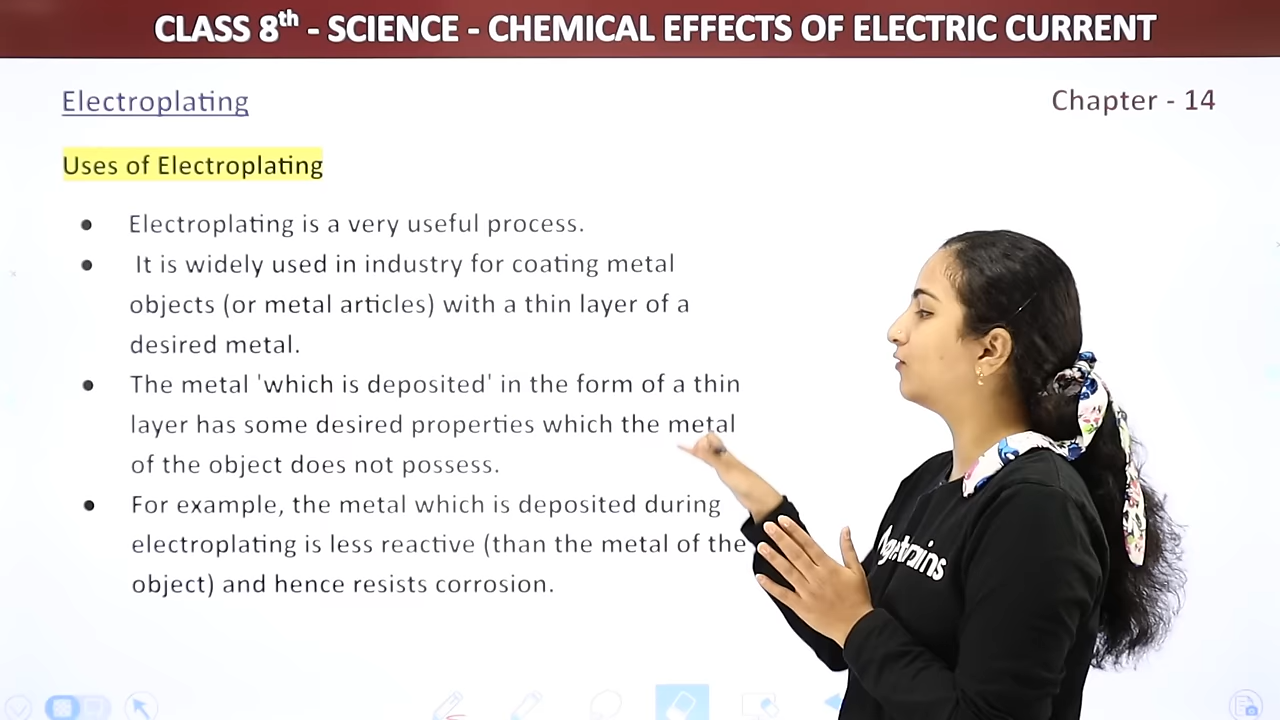 CLASS 8th - SCIENCE - CHEMICAL EFFECTS OF ELECTRIC CURRENT
Electroplating
Chapter - 14
Uses of Electroplating
• Electroplating is a very useful process.
• It is widely used in industry for coating metal
objects (or metal articles) with a thin layer of a
desired metal.
• The metal 'which is deposited' in the form of a thin
layer has some desired properties which the metal
of the object does not possess.
• For example, the metal which is deposited during
electroplating is less reactive (than the metal of the
object) and hence resists corrosion.